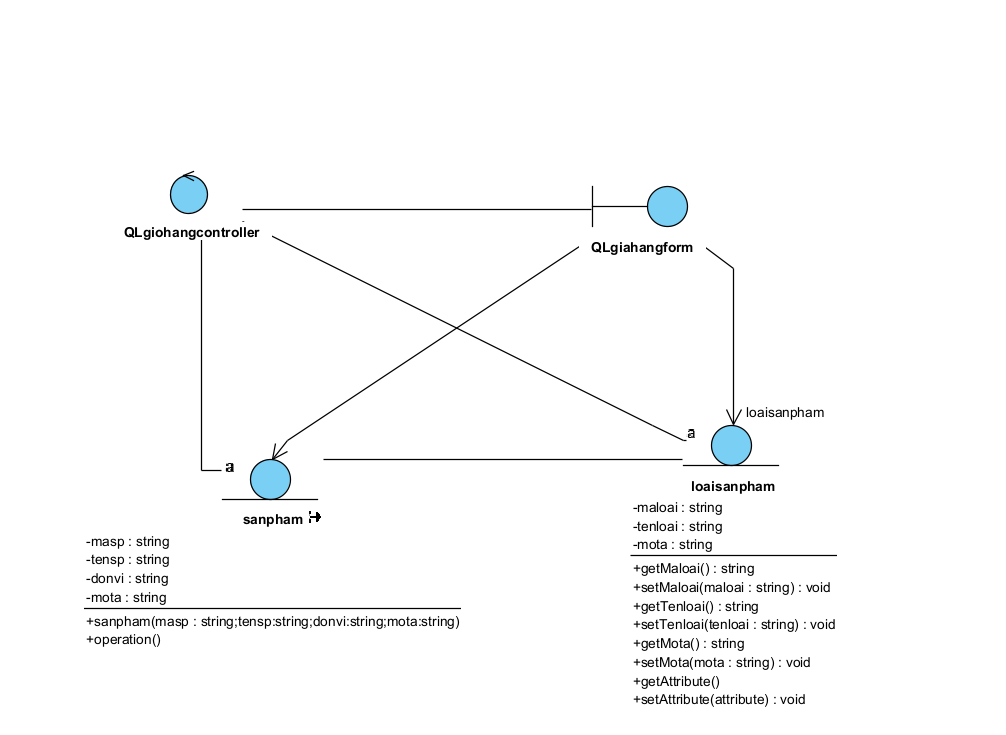 QLgiohangcontroller
QLgiahangform
loaisanpham
a
a
sanpham
-masp : string
-tensp : string
-donvi : string
-mota : string
+sanpham(masp : string;tensp:string;donvi:string;mota:string)
+operation()
loaisanpham
-maloai : string
-tenloai : string
-mota : string
+getMaloai() : string
+setMaloai(maloai : string) : void
+getTenloai() : string
+setTenloai(tenloai : string) : void
+getMota() : string
+setMota(mota : string) : void
+getAttribute()
+setAttribute(attribute) : void